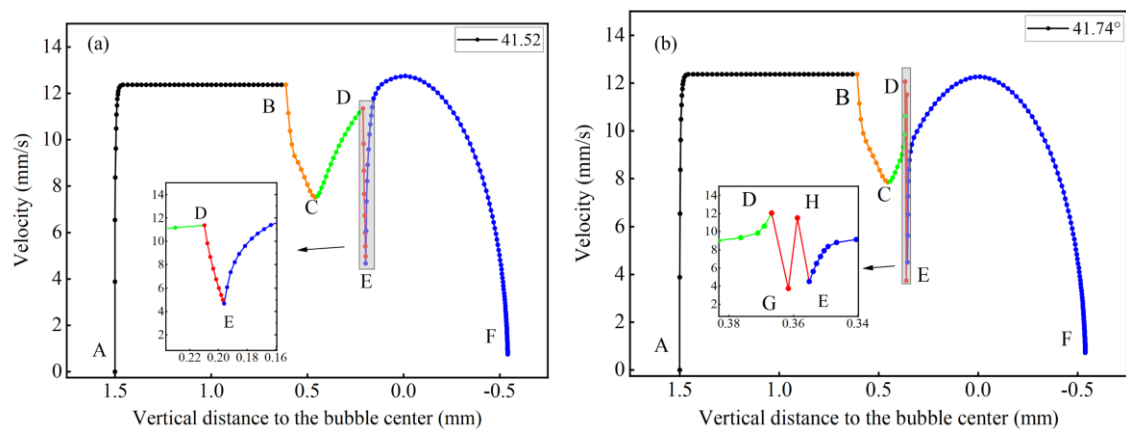 (a)
41.52
Velocity (mm/s)
14
12
10
8
6
4
2
0
A
B
C
D
E
F
14
12
10
8
6
4
2
D
E
0.22
0.20
0.18
0.16
1.5
1.0
0.5
0.0
-0.5
Vertical distance to the bubble center (mm)
(b)
41.74°
Velocity (mm/s)
14
12
10
8
6
4
2
0
A
B
C
D
E
F
14
12
10
8
6
4
2
D
H
G
E
0.38
0.36
0.34
1.5
1.0
0.5
0.0
-0.5
Vertical distance to the bubble center (mm)